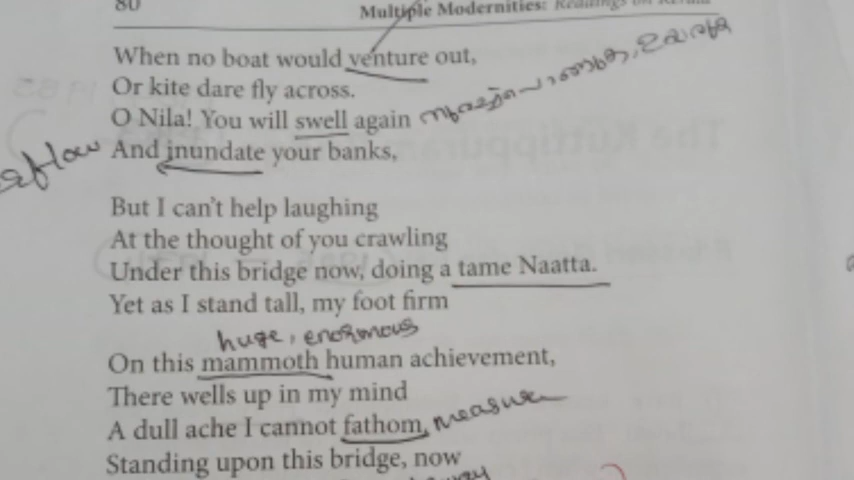 80
Multiple Modernities: Readings on Kerala
When no boat would venture out,
Or kite dare fly across.
O Nila! You will swell again
And inundate your banks,
But I can't help laughing
At the thought of you crawling
Under this bridge now, doing a tame Naatta.
Yet as I stand tall, my foot firm
huge, enormous
On this mammoth human achievement,
There wells up in my mind
A dull ache I cannot fathom, measure
Standing upon this bridge, now